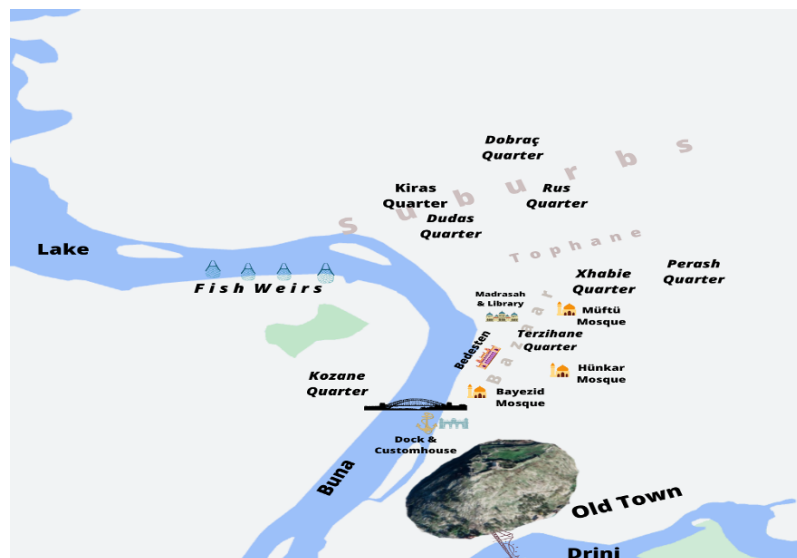 Dobraç
Quarter
Suburbs
Kiras
Quarter
Rus
Quarter
Dudas
Quarter
Lake
Tophane
Fish Weirs
Xhabie
Quarter
Perash
Quarter
Madrasah
& Library
Müftü
Mosque
Bazaar
Terzihane
Quarter
Bedesten
Kozane
Quarter
Hünkar
Mosque
Bayezid
Mosque
Dock &
Customhouse
Buna
Old Town
Drini